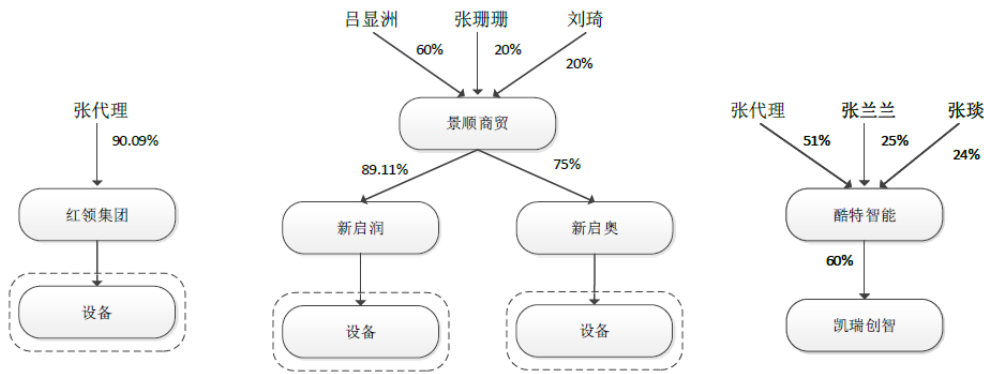 吕显洲
张珊珊
刘琦
60%
20%
20%
张代理
90.09%
景顺商贸
张代理
张兰兰
张琰
51%
25%
24%
89.11%
75%
红领集团
新启润
新启奥
酷特智能
60%
设备
设备
设备
凯瑞创智